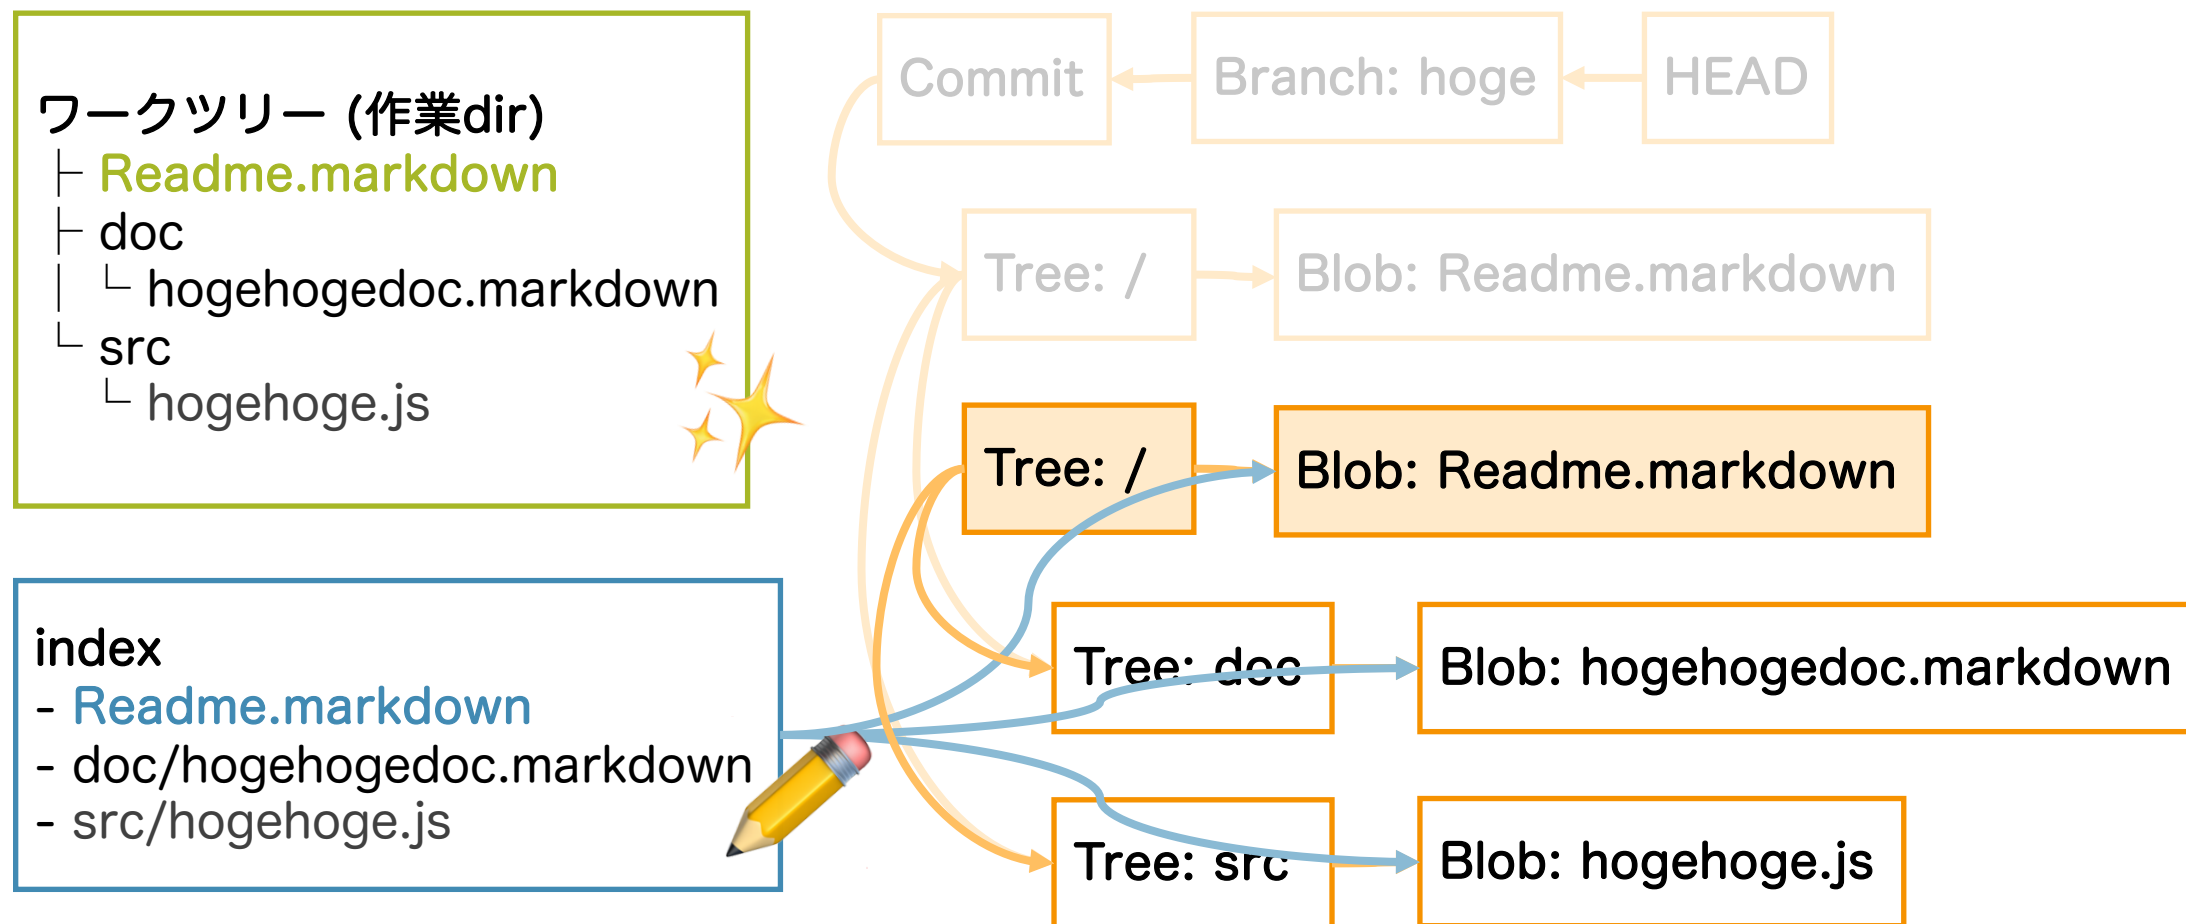 ワークツリー (作業dir)
├ Readme.markdown
├ doc
│ └ hogehogedoc.markdown
└ src
└ hogehoge.js
index
- Readme.markdown
- doc/hogehogedoc.markdown
- src/hogehoge.js
Commit
Branch: hoge
HEAD
Tree: /
Blob: Readme.markdown
Tree: /
Blob: Readme.markdown
Tree: doc
Blob: hogehogedoc.markdown
Tree: src
Blob: hogehoge.js